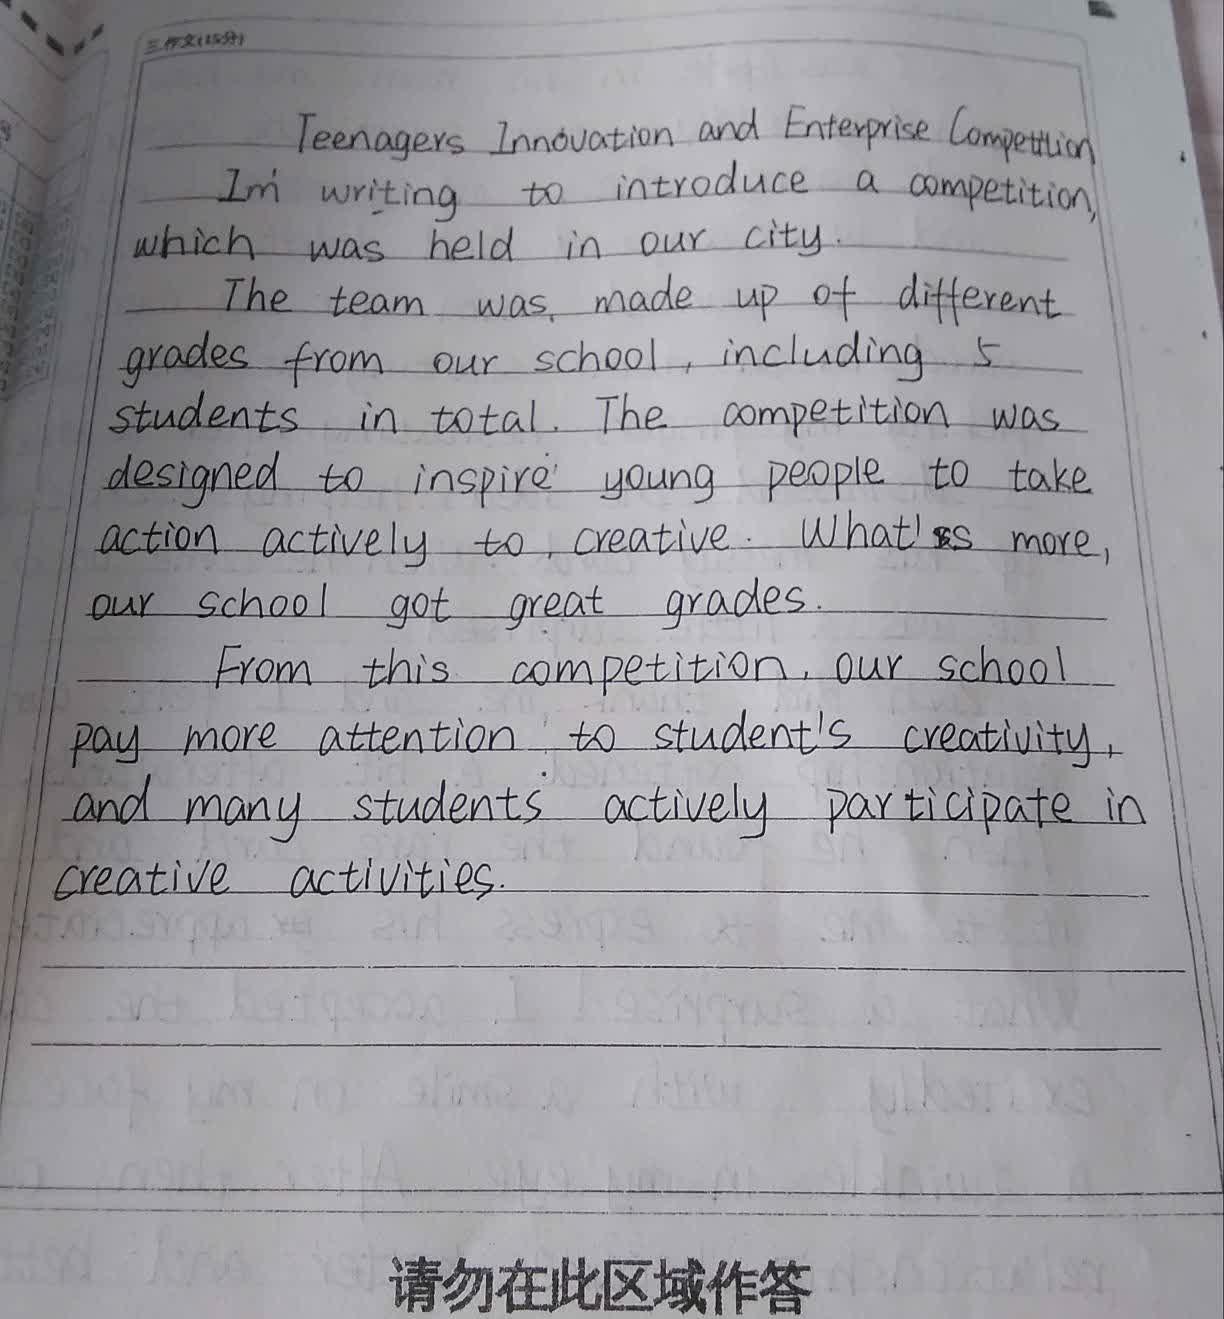 三.作文(15分)
Teenagers Innovation and Enterprise Compettlion
I'm writing to introduce a competition,
which was held in our city.
The team was made up of different
grades from our school, including 5
students in total. The competition was
designed to inspire young people to take
action actively to creative. What's more,
our school got great grades.
From this competition, our school
pay more attention to student's creativity,
and many students actively participate in
creative activities.
请勿在此区域作答